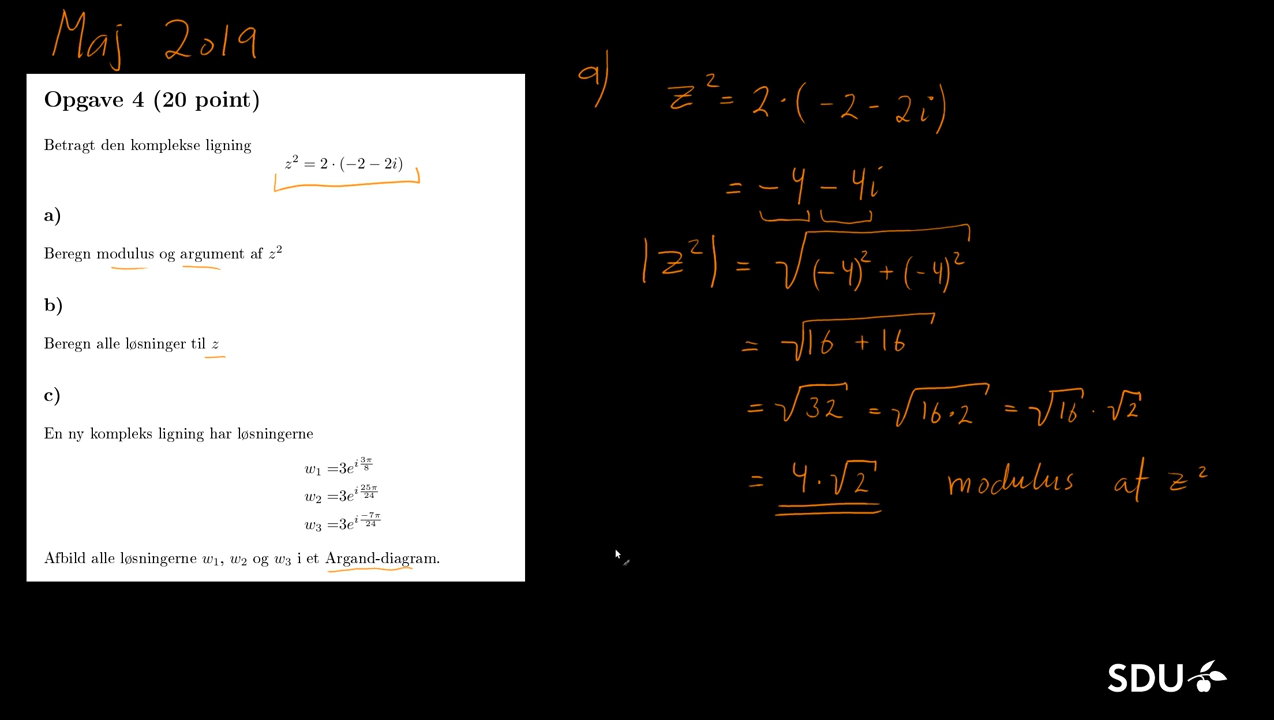 Maj 2019
Opgave 4 (20 point)
Betragt den komplekse ligning
z² = 2 · (−2 − 2i)
a)
Beregn modulus og argument af z²
b)
Beregn alle løsninger til z
c)
En ny kompleks ligning har løsningerne
w₁ =3e^{i\frac{3π}{8}}
w₂ =3e^{i\frac{25π}{24}}
w₃ =3e^{i\frac{-7π}{24}}
Afbild alle løsningerne w₁, w₂ og w₃ i et Argand-diagram.
a)
z² = 2 · (−2 − 2i)
= −4 − 4i
|z²| = √((−4)² + (−4)²)
= √(16 + 16)
= √32 = √(16·2) = √16 · √2
= 4·√2 modulus af z²
SDU